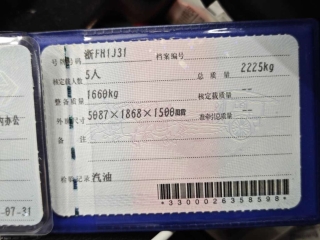 号牌号码 浙FH1J31 档案编号
核定载人数 5人 总质量 2225kg
整备质量 1660kg 核定载质量 --
外廓尺寸 5087×1868×1500mm 准牵引总质量 --
备注
检验记录 汽油
*3300026358598*
内办公
-07-31